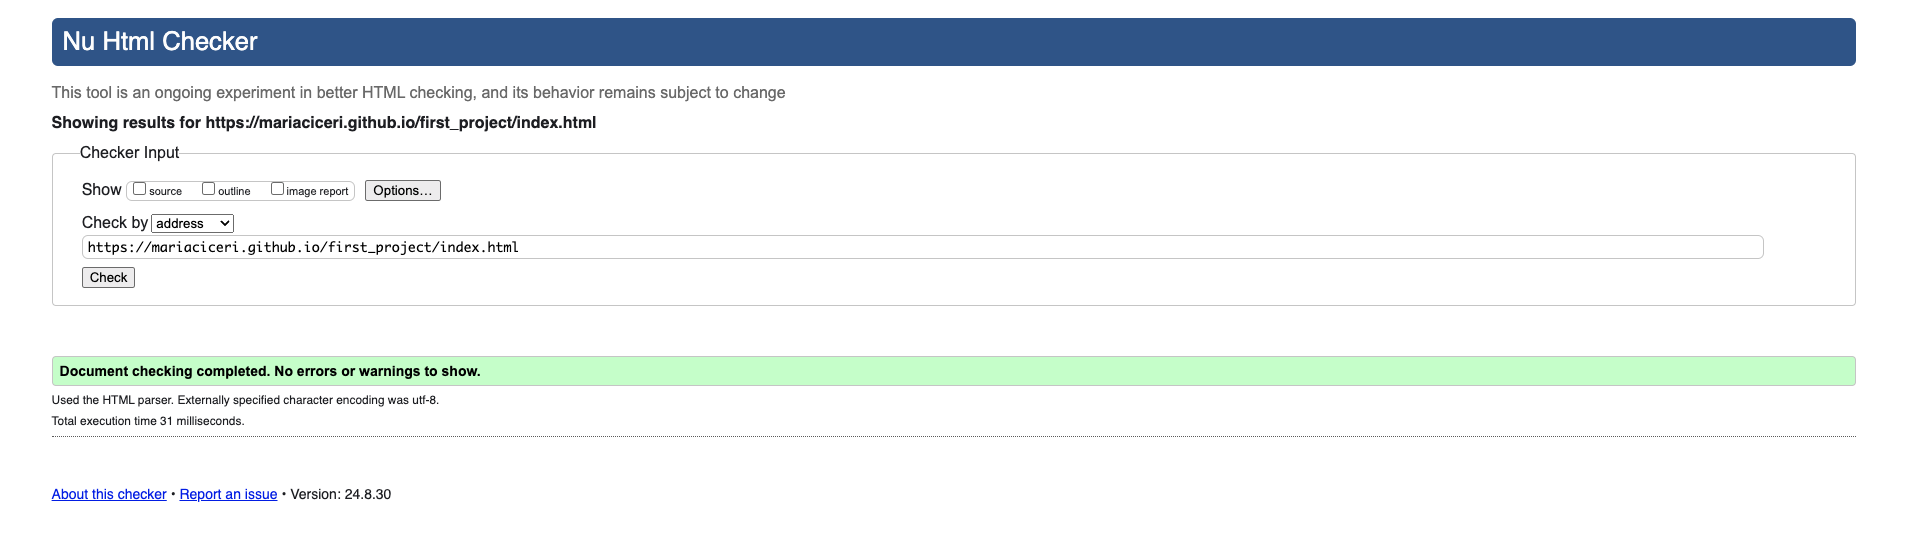 Nu Html Checker
This tool is an ongoing experiment in better HTML checking, and its behavior remains subject to change
Showing results for https://mariaciceri.github.io/first_project/index.html
Checker Input
Show source outline image report Options...
Check by address
https://mariaciceri.github.io/first_project/index.html
Check
Document checking completed. No errors or warnings to show.
Used the HTML parser. Externally specified character encoding was utf-8.
Total execution time 31 milliseconds.
About this checker • Report an issue • Version: 24.8.30